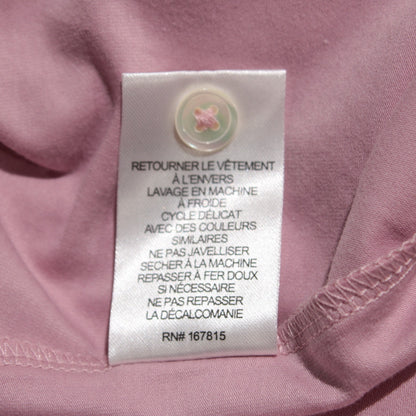 RETOURNER LE VÊTEMENT
À L'ENVERS
LAVAGE EN MACHINE
À FROIDE
CYCLE DÉLICAT
AVEC DES COULEURS
SIMILAIRES
NE PAS JAVELLISER
SECHER À LA MACHINE
REPASSER À FER DOUX
SI NÉCESSAIRE
NE PAS REPASSER
LA DÉCALCOMANIE
RN# 167815